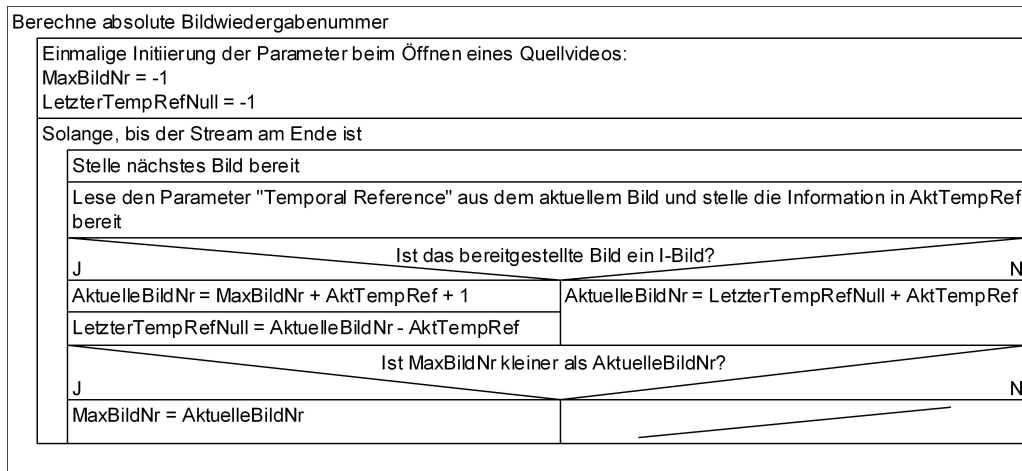 Berechne absolute Bildwiedergabenummer
Einmalige Initiierung der Parameter beim Öffnen eines Quellvideos:
MaxBildNr = -1
LetzterTempRefNull = -1
Solange, bis der Stream am Ende ist
Stelle nächstes Bild bereit
Lese den Parameter "Temporal Reference" aus dem aktuellem Bild und stelle die Information in AktTempRef
bereit
Ist das bereitgestellte Bild ein I-Bild?
J
N
AktuelleBildNr = MaxBildNr + AktTempRef + 1
AktuelleBildNr = LetzterTempRefNull + AktTempRef
LetzterTempRefNull = AktuelleBildNr - AktTempRef
Ist MaxBildNr kleiner als AktuelleBildNr?
J
N
MaxBildNr = AktuelleBildNr